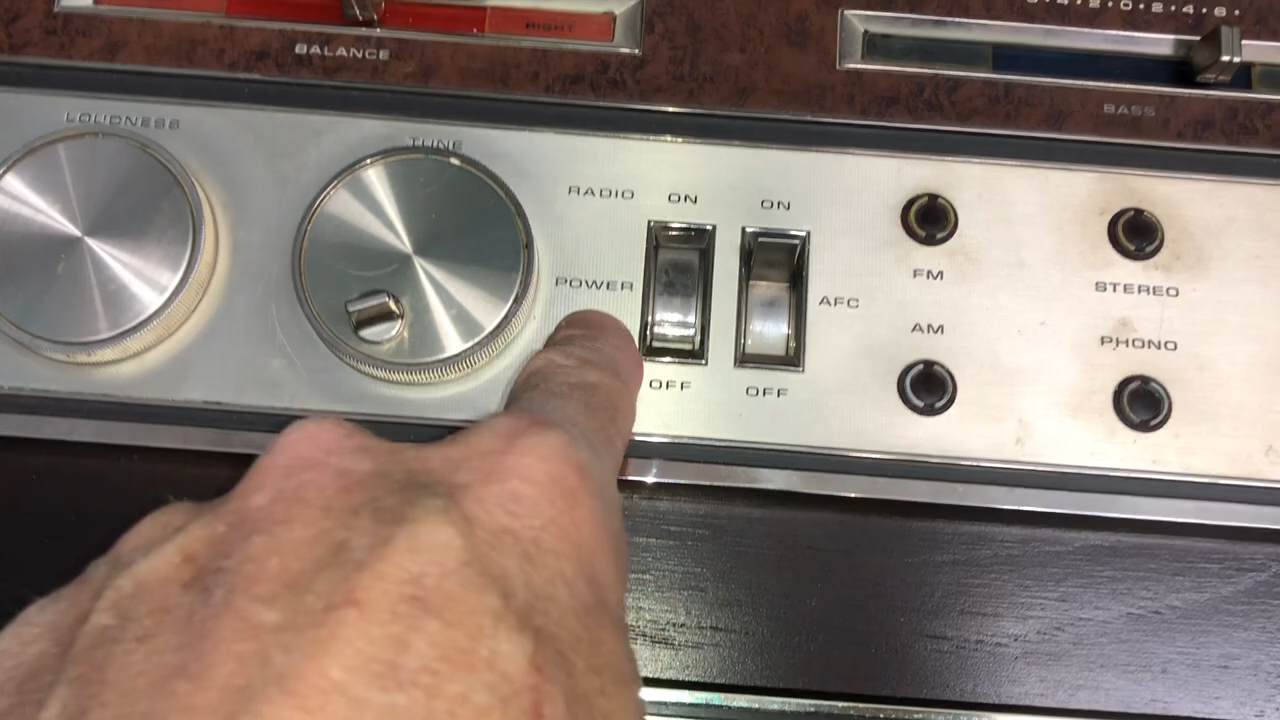 RIGHT
BALANCE
BASS
LOUDNESS
TUNE
RADIO
ON
ON
POWER
AFC
OFF
OFF
FM
STEREO
AM
PHONO